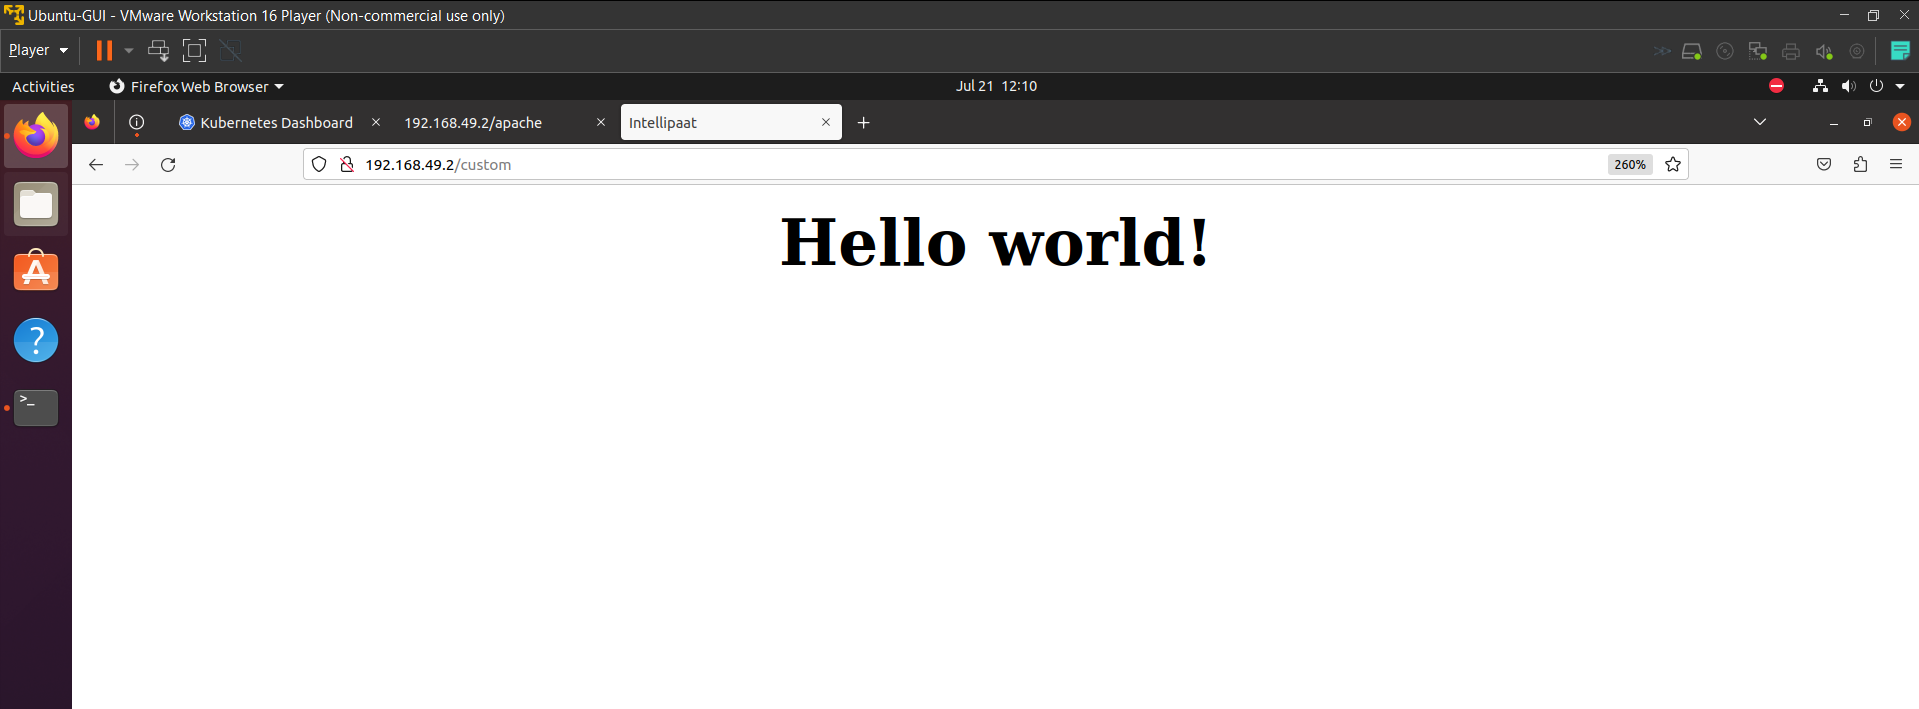 Ubuntu-GUI - VMware Workstation 16 Player (Non-commercial use only)
Player
Activities
Firefox Web Browser
Jul 21 12:10
Kubernetes Dashboard
192.168.49.2/apache
Intellipaat
192.168.49.2/custom
260%
Hello world!